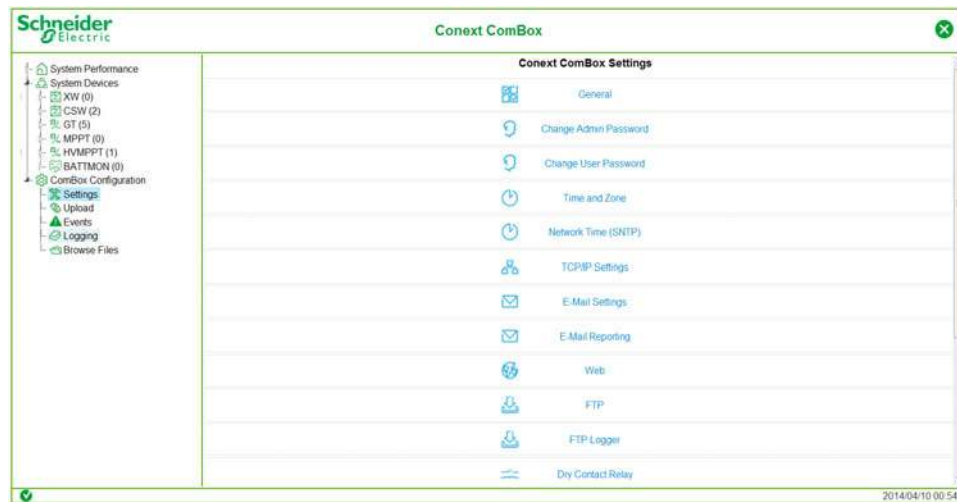 Schneider
Electric
Conext ComBox
System Performance
System Devices
XW (0)
CSW (2)
GT (5)
MPPT (0)
HVMPPT (1)
BATTMON (0)
ComBox Configuration
Settings
Upload
Events
Logging
Browse Files
Conext ComBox Settings
General
Change Admin Password
Change User Password
Time and Zone
Network Time (SNTP)
TCP/IP Settings
E-Mail Settings
E-Mail Reporting
Web
FTP
FTP Logger
Dry Contact Relay
2014/04/10 00:54